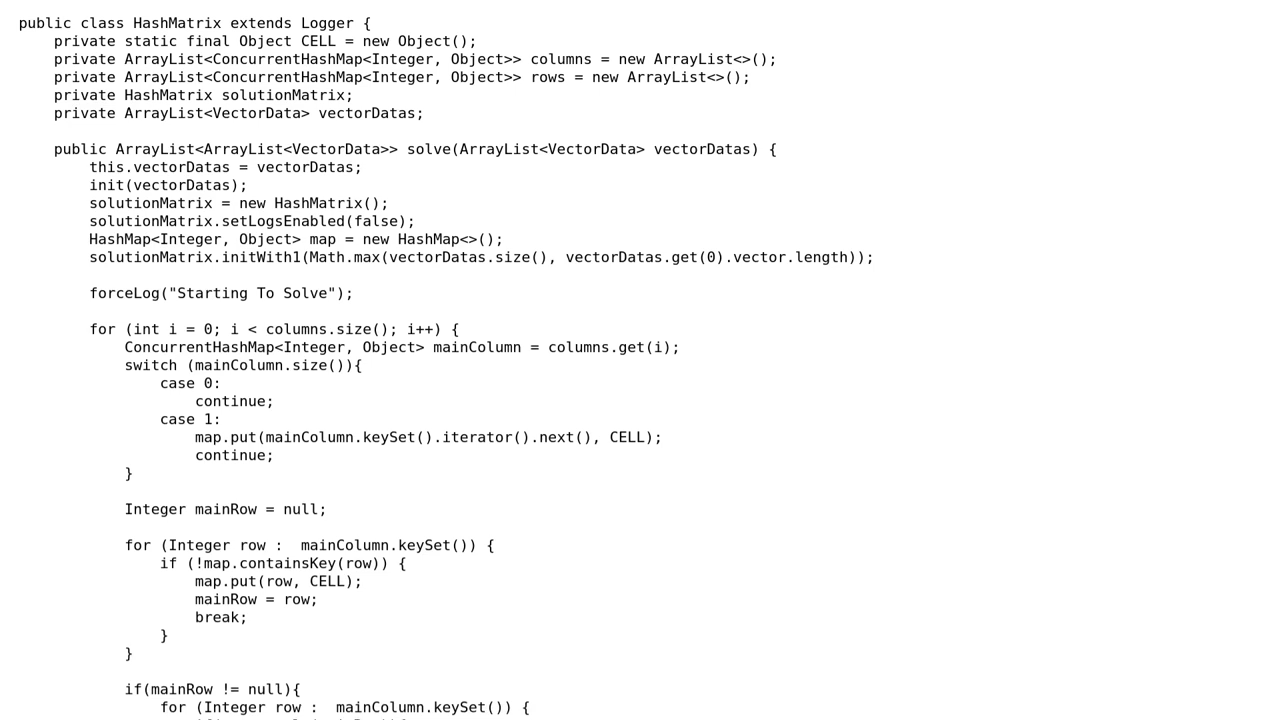 public class HashMatrix extends Logger {
    private static final Object CELL = new Object();
    private ArrayList<ConcurrentHashMap<Integer, Object>> columns = new ArrayList<>();
    private ArrayList<ConcurrentHashMap<Integer, Object>> rows = new ArrayList<>();
    private HashMatrix solutionMatrix;
    private ArrayList<VectorData> vectorDatas;

    public ArrayList<ArrayList<VectorData>> solve(ArrayList<VectorData> vectorDatas) {
        this.vectorDatas = vectorDatas;
        init(vectorDatas);
        solutionMatrix = new HashMatrix();
        solutionMatrix.setLogsEnabled(false);
        HashMap<Integer, Object> map = new HashMap<>();
        solutionMatrix.initWith1(Math.max(vectorDatas.size(), vectorDatas.get(0).vector.length));

        forceLog("Starting To Solve");

        for (int i = 0; i < columns.size(); i++) {
            ConcurrentHashMap<Integer, Object> mainColumn = columns.get(i);
            switch (mainColumn.size()){
                case 0:
                    continue;
                case 1:
                    map.put(mainColumn.keySet().iterator().next(), CELL);
                    continue;
            }

            Integer mainRow = null;

            for (Integer row :  mainColumn.keySet()) {
                if (!map.containsKey(row)) {
                    map.put(row, CELL);
                    mainRow = row;
                    break;
                }
            }

            if(mainRow != null){
                for (Integer row :  mainColumn.keySet()) {